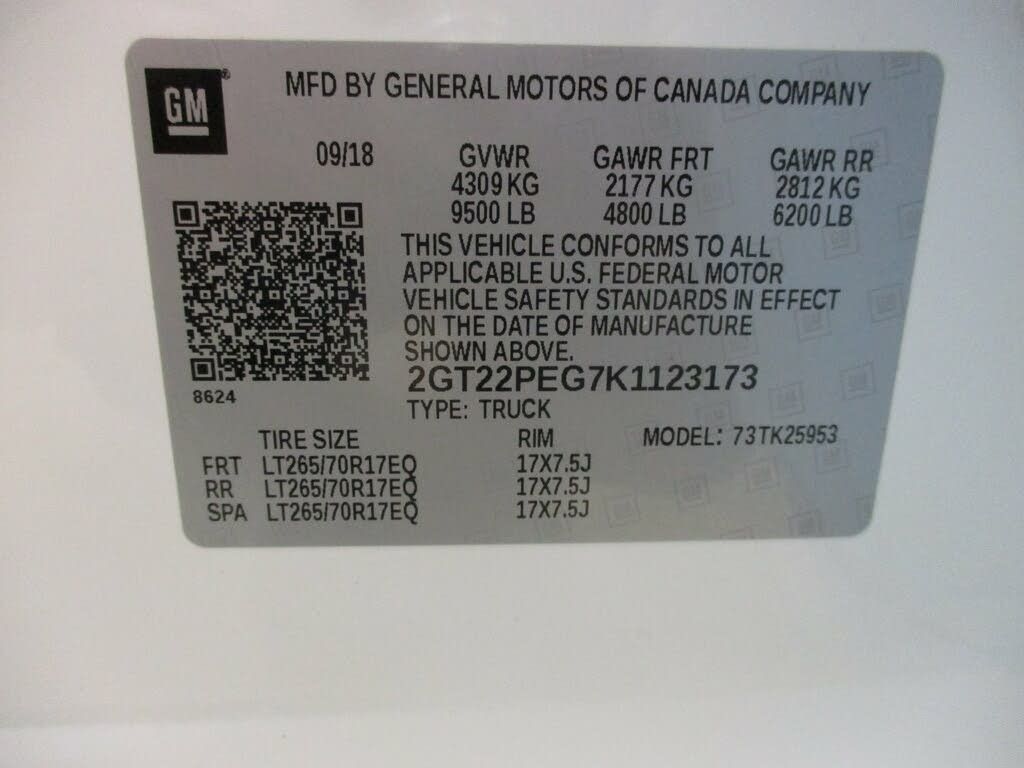 GM®
MFD BY GENERAL MOTORS OF CANADA COMPANY
09/18 GVWR GAWR FRT GAWR RR
4309 KG 2177 KG 2812 KG
9500 LB 4800 LB 6200 LB
THIS VEHICLE CONFORMS TO ALL
APPLICABLE U.S. FEDERAL MOTOR
VEHICLE SAFETY STANDARDS IN EFFECT
ON THE DATE OF MANUFACTURE
SHOWN ABOVE.
2GT22PEG7K1123173
8624
TYPE: TRUCK
TIRE SIZE RIM MODEL: 73TK25953
FRT LT265/70R17EQ 17X7.5J
RR LT265/70R17EQ 17X7.5J
SPA LT265/70R17EQ 17X7.5J